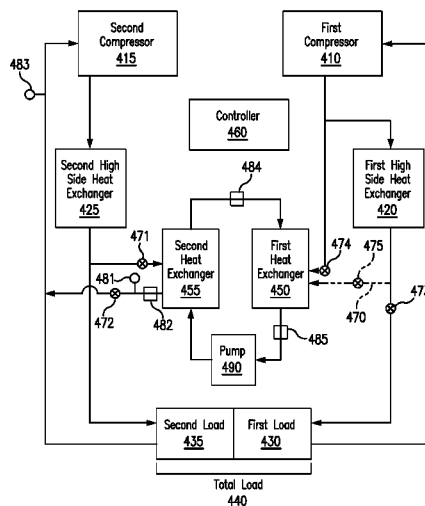 Second
Compressor
415
First
Compressor
410
483
Controller
460
484
Second High
Side Heat
Exchanger
425
First High
Side Heat
Exchanger
420
471
481
Second
Heat
Exchanger
455
First
Heat
Exchanger
450
474
475
470
472
482
485
Pump
490
Second Load
435
First Load
430
Total Load
440